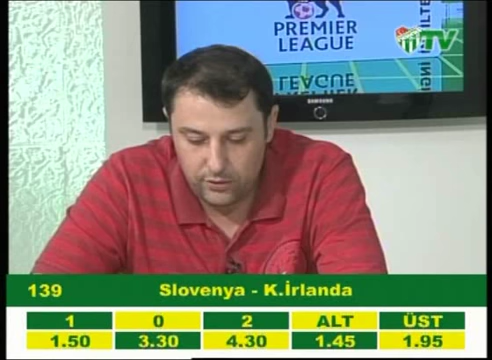 PREMIER
LEAGUE
TV
LEAGUE
SAMSUNG
139 Slovenya - K.İrlanda
1 0 2 ALT ÜST
1.50 3.30 4.30 1.45 1.95